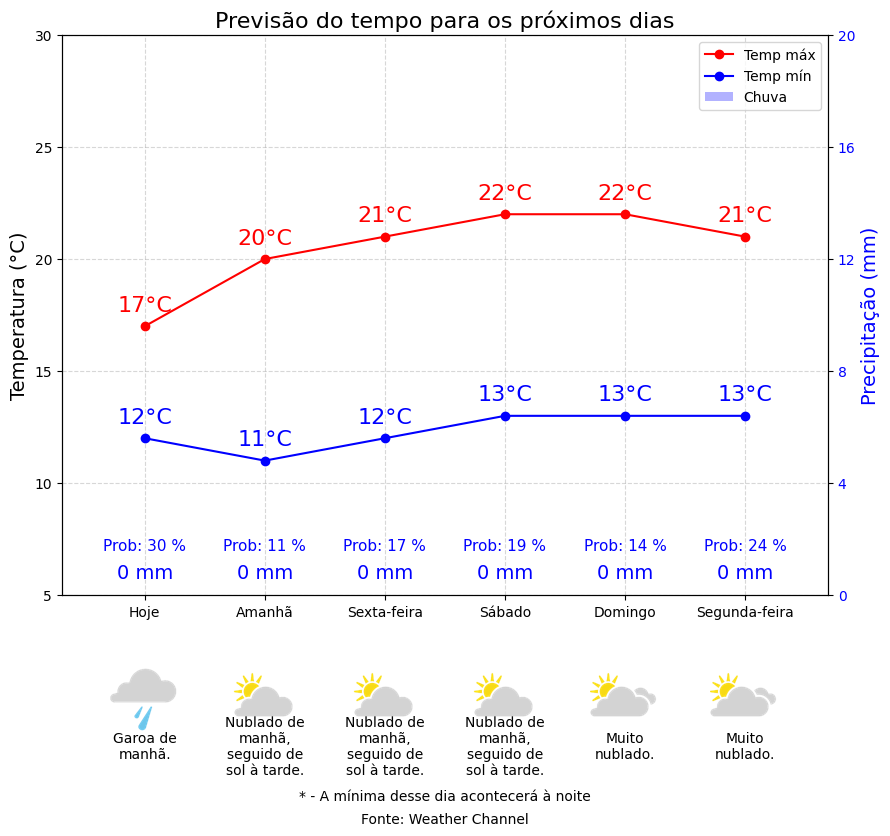 Previsão do tempo para os próximos dias
Temp máx
Temp mín
Chuva
Temperatura (°C)
Precipitação (mm)
30
25
20
15
10
5
20
16
12
8
4
0
17°C
20°C
21°C
22°C
22°C
21°C
12°C
11°C
12°C
13°C
13°C
13°C
Prob: 30 %
Prob: 11 %
Prob: 17 %
Prob: 19 %
Prob: 14 %
Prob: 24 %
0 mm
0 mm
0 mm
0 mm
0 mm
0 mm
Hoje
Amanhã
Sexta-feira
Sábado
Domingo
Segunda-feira
Garoa de
manhã.
Nublado de
manhã,
seguido de
sol à tarde.
Nublado de
manhã,
seguido de
sol à tarde.
Nublado de
manhã,
seguido de
sol à tarde.
Muito
nublado.
Muito
nublado.
* - A mínima desse dia acontecerá à noite
Fonte: Weather Channel